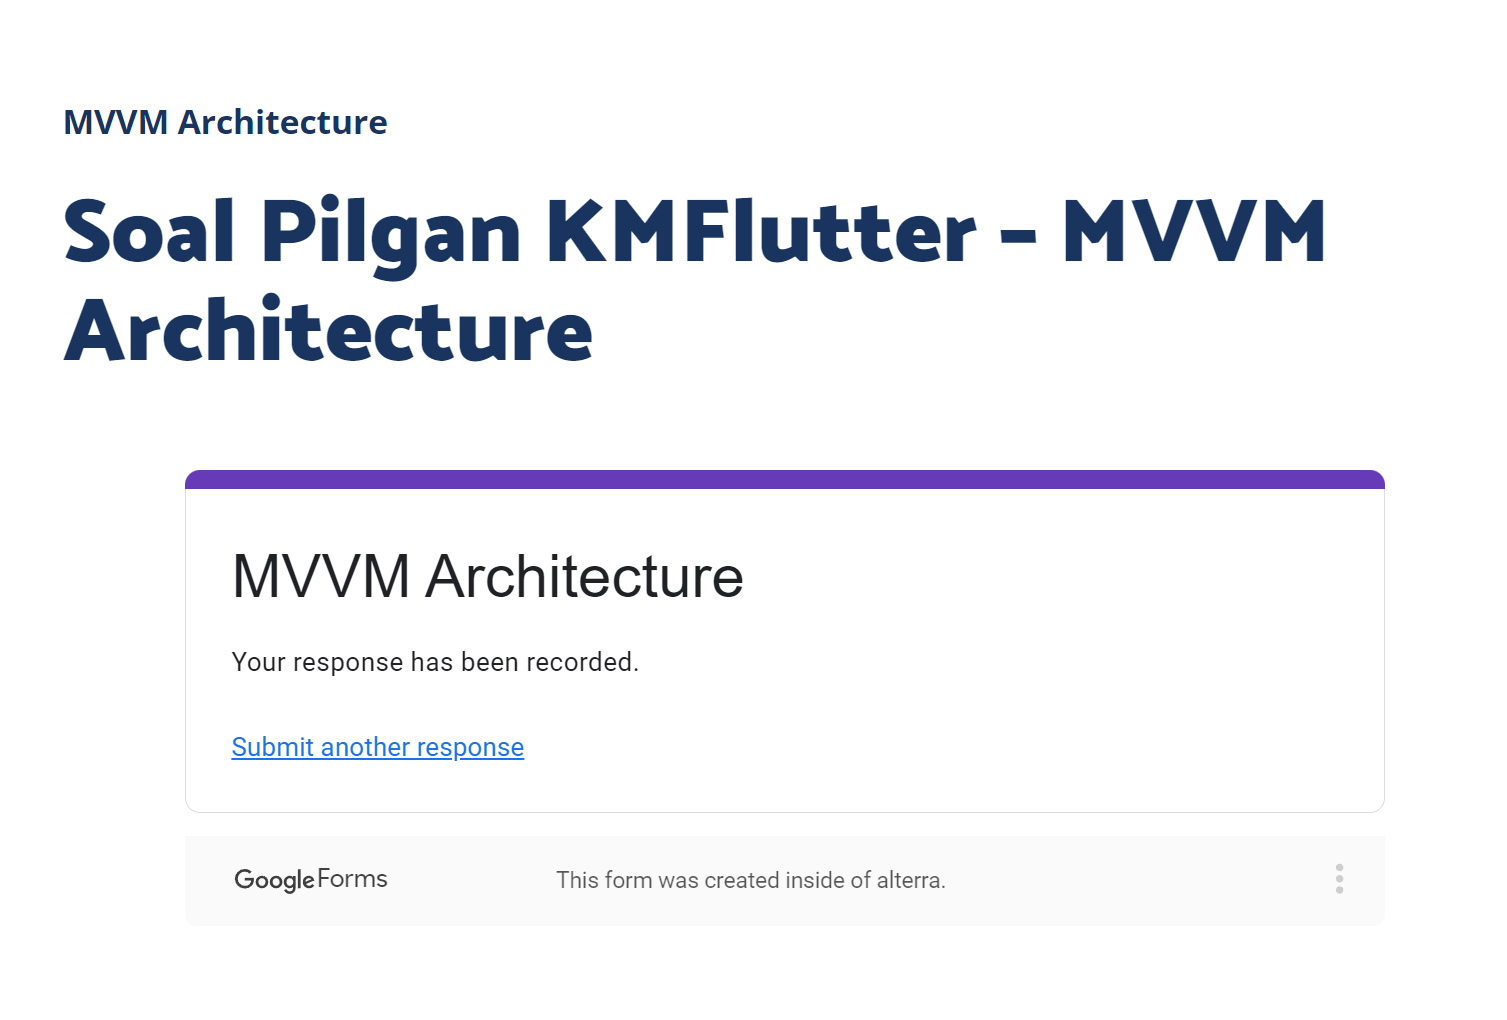 MVVM Architecture
Soal Pilgan KMFlutter – MVVM
Architecture
MVVM Architecture
Your response has been recorded.
Submit another response
Google Forms This form was created inside of alterra.